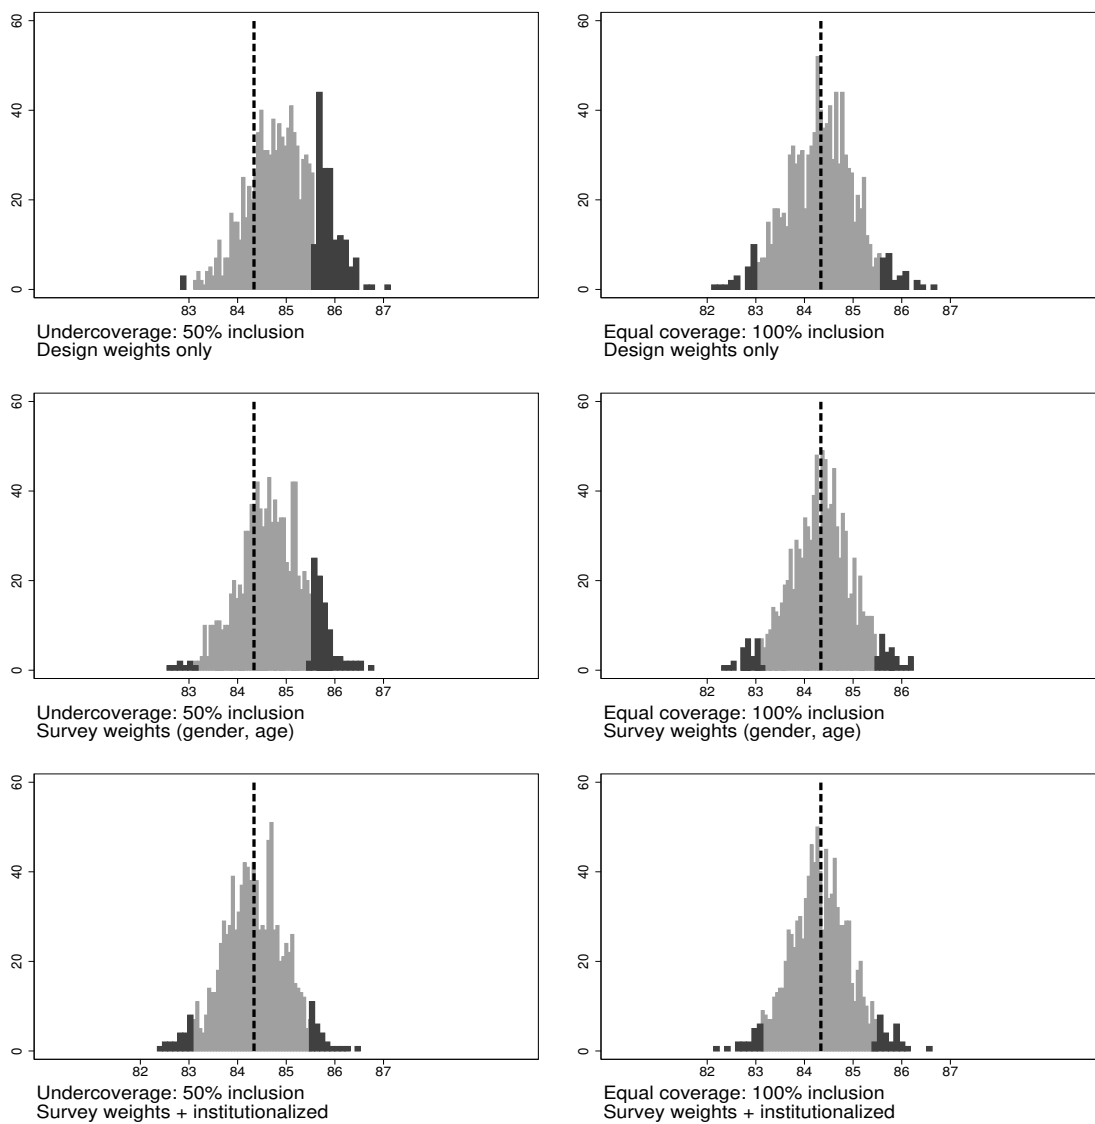 60
40
20
0
83 84 85 86 87
Undercoverage: 50% inclusion
Design weights only
60
40
20
0
82 83 84 85 86 87
Equal coverage: 100% inclusion
Design weights only
60
40
20
0
83 84 85 86 87
Undercoverage: 50% inclusion
Survey weights (gender, age)
60
40
20
0
82 83 84 85 86
Equal coverage: 100% inclusion
Survey weights (gender, age)
60
40
20
0
82 83 84 85 86 87
Undercoverage: 50% inclusion
Survey weights + institutionalized
60
40
20
0
82 83 84 85 86 87
Equal coverage: 100% inclusion
Survey weights + institutionalized